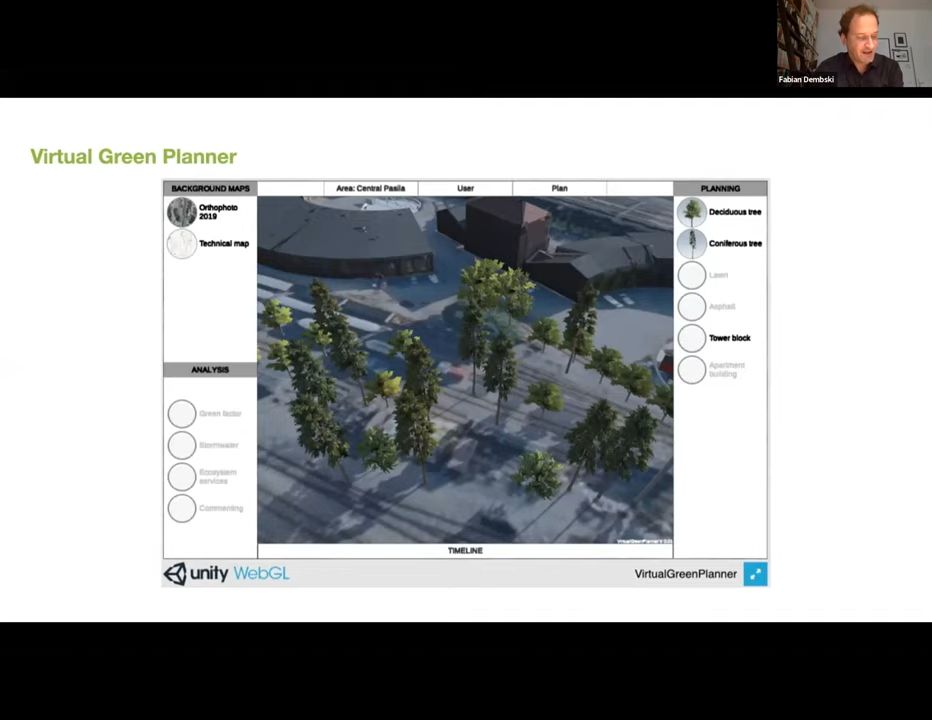 Fabian Dembski
Virtual Green Planner
BACKGROUND MAPS
Area: Central Pasila
User
Plan
PLANNING
Orthophoto
2019
Technical map
Deciduous tree
Coniferous tree
Lawn
Asphalt
Tower block
Apartment
building
ANALYSIS
Green factor
Stormwater
Ecosystem
services
Commenting
TIMELINE
unity WebGL
VirtualGreenPlanner